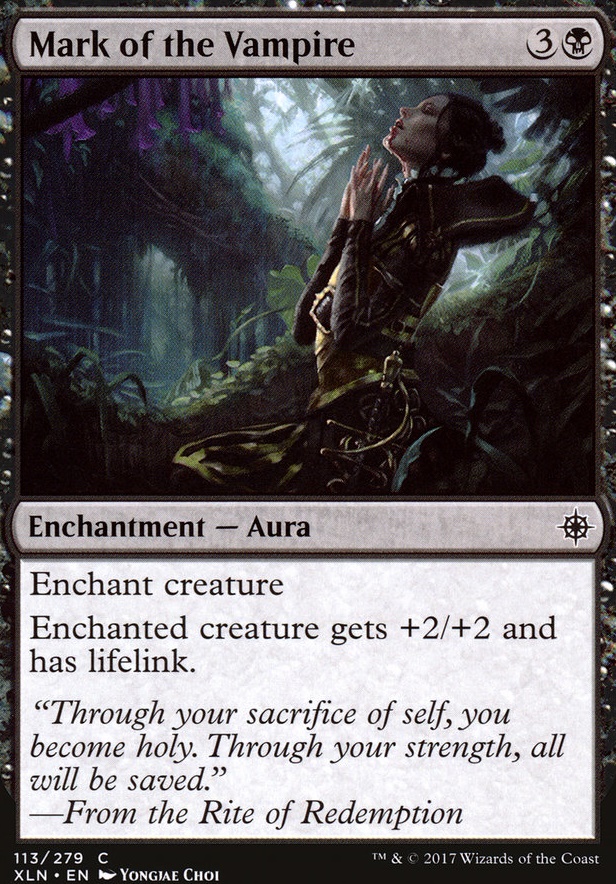 Mark of the Vampire 3
Enchantment — Aura
Enchant creature
Enchanted creature gets +2/+2 and
has lifelink.
“Through your sacrifice of self, you
become holy. Through your strength, all
will be saved.”
—From the Rite of Redemption
113/279 C
XLN • EN Yongjae Choi
™ & © 2017 Wizards of the Coast